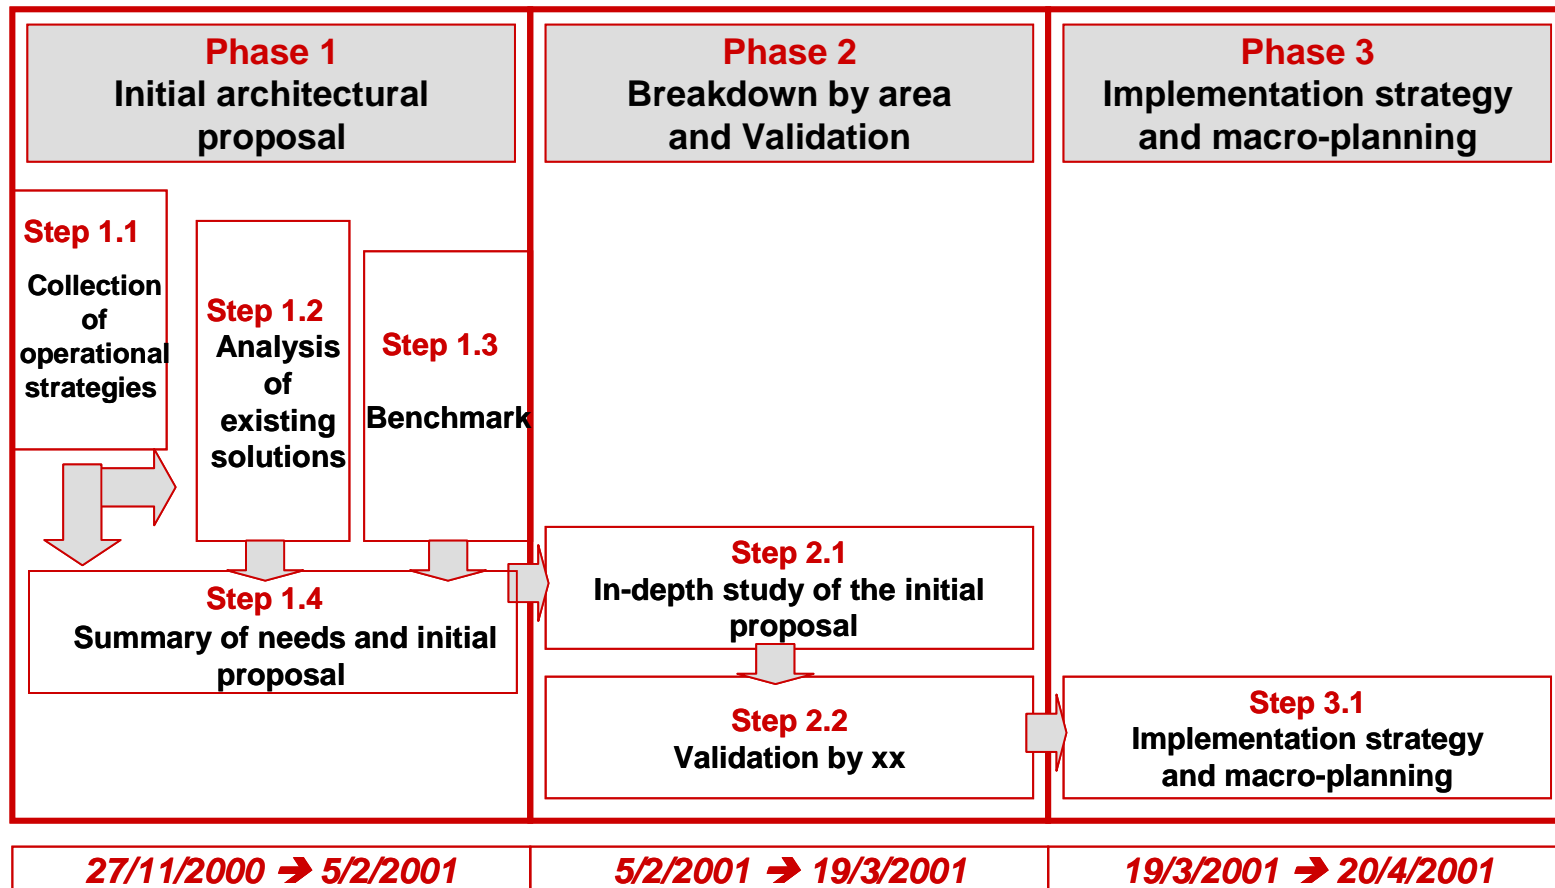 Phase 1
Initial architectural
proposal
Phase 2
Breakdown by area
and Validation
Phase 3
Implementation strategy
and macro-planning
Step 1.1
Collection
of
operational
strategies
Step 1.2
Analysis
of
existing
solutions
Step 1.3
Benchmark
Step 1.4
Summary of needs and initial
proposal
Step 2.1
In-depth study of the initial
proposal
Step 2.2
Validation by xx
Step 3.1
Implementation strategy
and macro-planning
27/11/2000 ➔ 5/2/2001
5/2/2001 ➔ 19/3/2001
19/3/2001 ➔ 20/4/2001